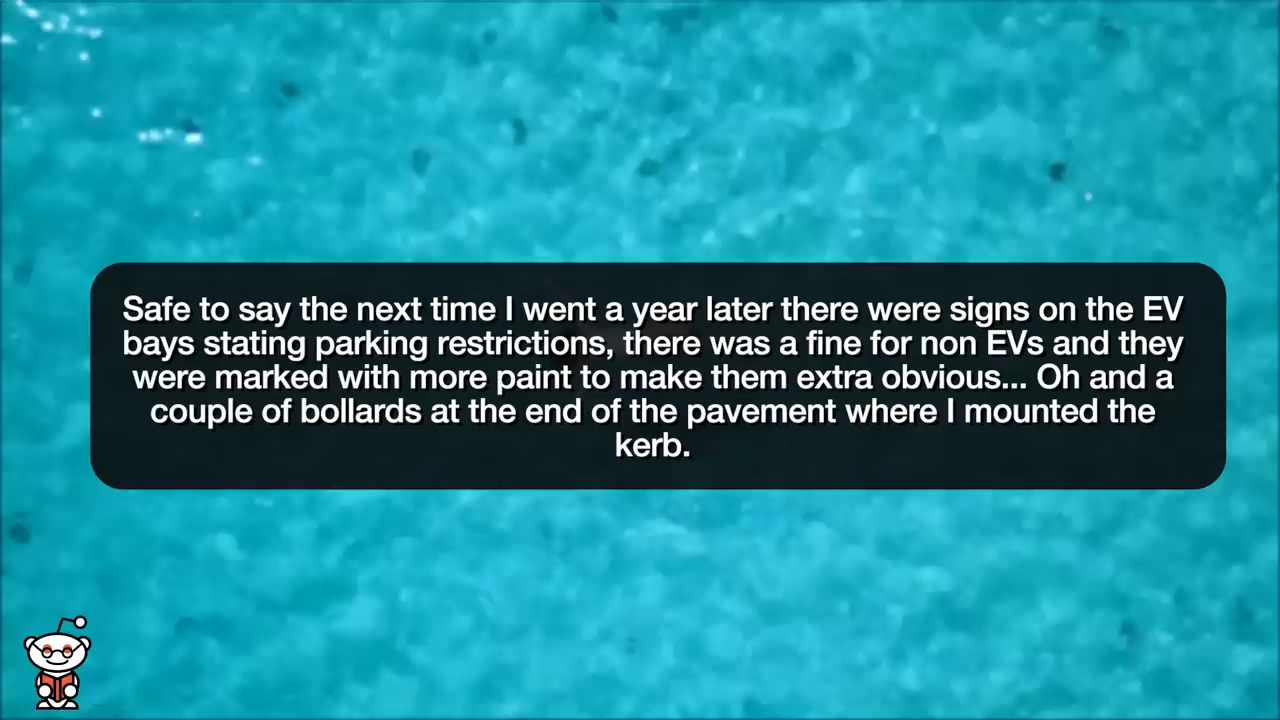 Safe to say the next time I went a year later there were signs on the EV
bays stating parking restrictions, there was a fine for non EVs and they
were marked with more paint to make them extra obvious... Oh and a
couple of bollards at the end of the pavement where I mounted the
kerb.